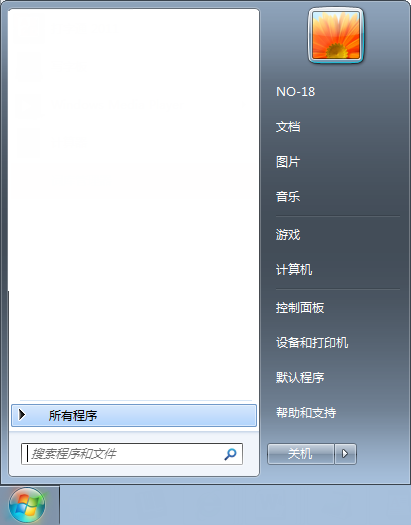 NO-18
文档
图片
音乐
游戏
计算机
控制面板
设备和打印机
默认程序
帮助和支持
所有程序
搜索程序和文件
关机